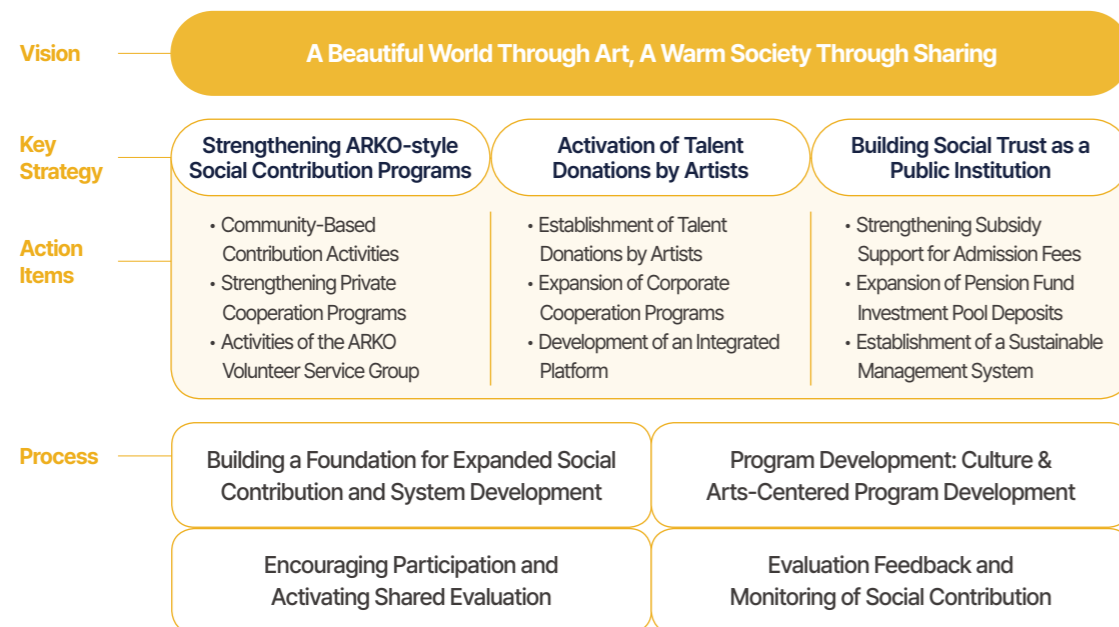 Vision
A Beautiful World Through Art, A Warm Society Through Sharing
Key
Strategy
Strengthening ARKO-style
Social Contribution Programs
Activation of Talent
Donations by Artists
Building Social Trust as a
Public Institution
Action
Items
• Community-Based
Contribution Activities
• Strengthening Private
Cooperation Programs
• Activities of the ARKO
Volunteer Service Group
• Establishment of Talent
Donations by Artists
• Expansion of Corporate
Cooperation Programs
• Development of an Integrated
Platform
• Strengthening Subsidy
Support for Admission Fees
• Expansion of Pension Fund
Investment Pool Deposits
• Establishment of a Sustainable
Management System
Process
Building a Foundation for Expanded Social
Contribution and System Development
Program Development: Culture &
Arts-Centered Program Development
Encouraging Participation and
Activating Shared Evaluation
Evaluation Feedback and
Monitoring of Social Contribution